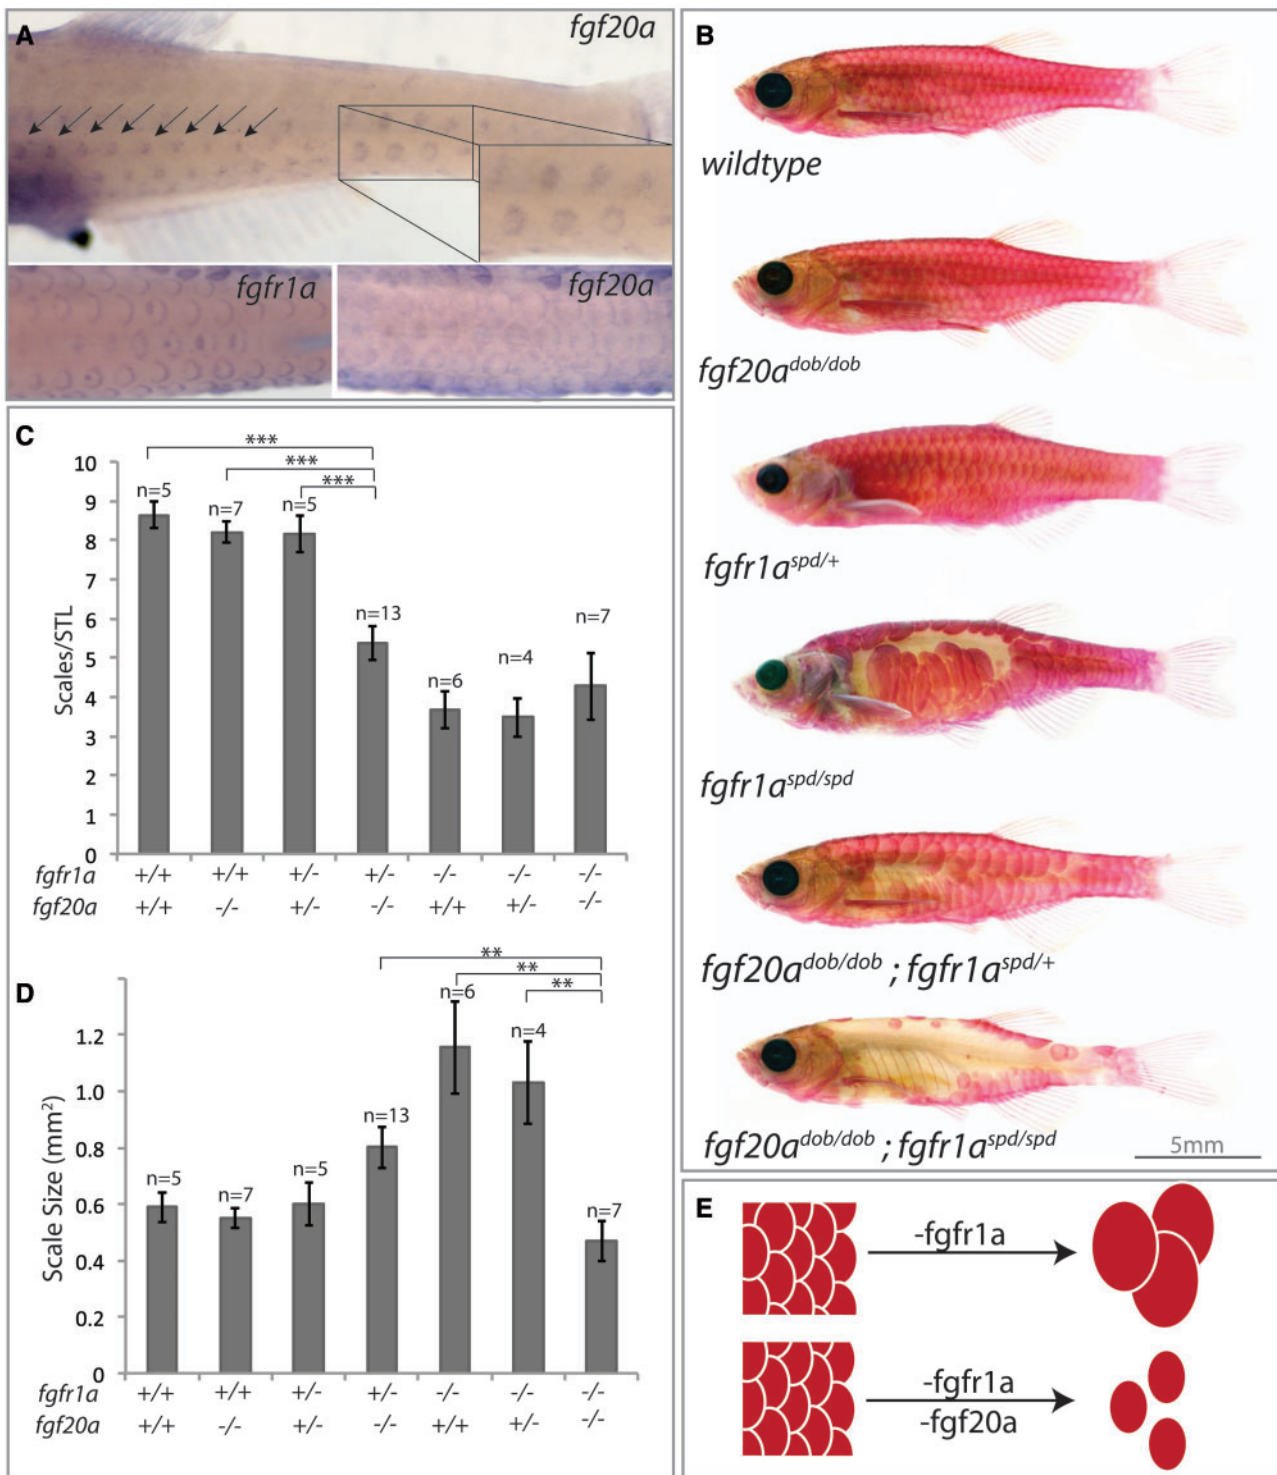 A
fgf20a
fgfr1a
fgf20a
B
wildtype
fgf20a^dob/dob
fgfr1a^spd/+
fgfr1a^spd/spd
fgf20a^dob/dob ; fgfr1a^spd/+
fgf20a^dob/dob ; fgfr1a^spd/spd
5mm
C
***
***
***
10
9
8
7
6
5
4
3
2
1
0
Scales/STL
n=5
n=7
n=5
n=13
n=6
n=4
n=7
fgfr1a +/+ +/+ +/- +/- -/- -/- -/-
fgf20a +/+ -/- +/- -/- +/+ +/- -/-
D
**
**
**
1.2
1.0
0.8
0.6
0.4
0.2
0
Scale Size (mm²)
n=5
n=7
n=5
n=13
n=6
n=4
n=7
fgfr1a +/+ +/+ +/- +/- -/- -/- -/-
fgf20a +/+ -/- +/- -/- +/+ +/- -/-
E
-fgfr1a
-fgfr1a
-fgf20a